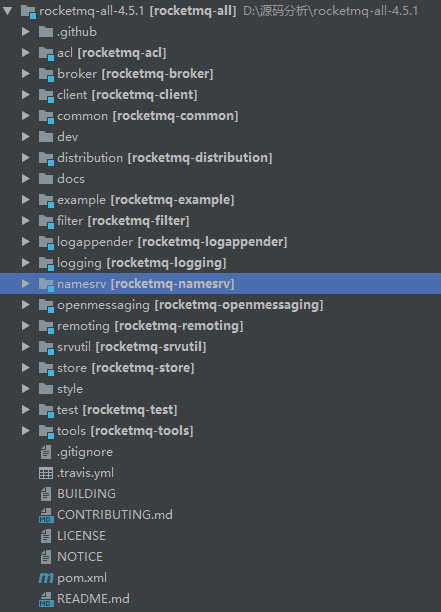 rocketmq-all-4.5.1 [rocketmq-all] D:\源码分析\rocketmq-all-4.5.1
.github
acl [rocketmq-acl]
broker [rocketmq-broker]
client [rocketmq-client]
common [rocketmq-common]
dev
distribution [rocketmq-distribution]
docs
example [rocketmq-example]
filter [rocketmq-filter]
logappender [rocketmq-logappender]
logging [rocketmq-logging]
namesrv [rocketmq-namesrv]
openmessaging [rocketmq-openmessaging]
remoting [rocketmq-remoting]
srvutil [rocketmq-srvutil]
store [rocketmq-store]
style
test [rocketmq-test]
tools [rocketmq-tools]
.gitignore
.travis.yml
BUILDING
CONTRIBUTING.md
LICENSE
NOTICE
pom.xml
README.md